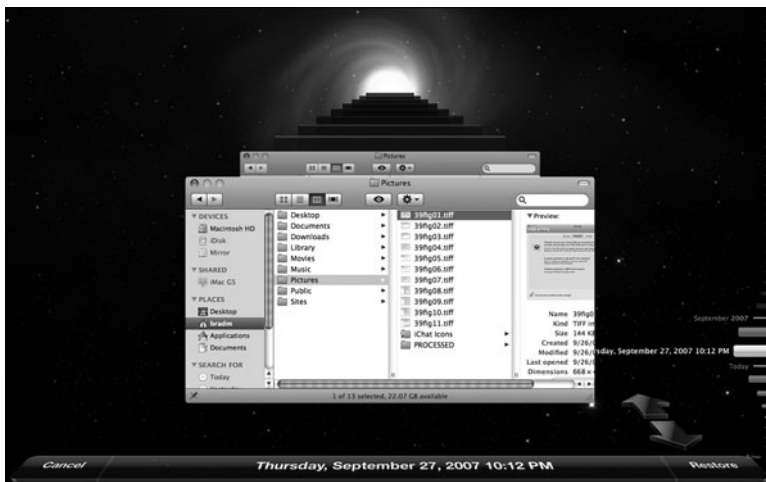 Pictures
Pictures
DEVICES
Macintosh HD
iDisk
Mirror
SHARED
iMac G5
PLACES
Desktop
bradm
Applications
Documents
SEARCH FOR
Today
Desktop
Documents
Downloads
Library
Movies
Music
Pictures
Public
Sites
39fig01.tiff
39fig02.tiff
39fig03.tiff
39fig04.tiff
39fig05.tiff
39fig06.tiff
39fig07.tiff
39fig08.tiff
39fig09.tiff
39fig10.tiff
39fig11.tiff
iChat Icons
PROCESSED
Preview:
Name 39fig0
Kind TIFF im
Size 144 KB
Created 9/26/0
Modified 9/26/
Last opened 9/26/0
Dimensions 668 ×
1 of 13 selected, 22.07 GB available
September 2007
rsday, September 27, 2007 10:12 PM
Today
Cancel
Thursday, September 27, 2007 10:12 PM
Restore